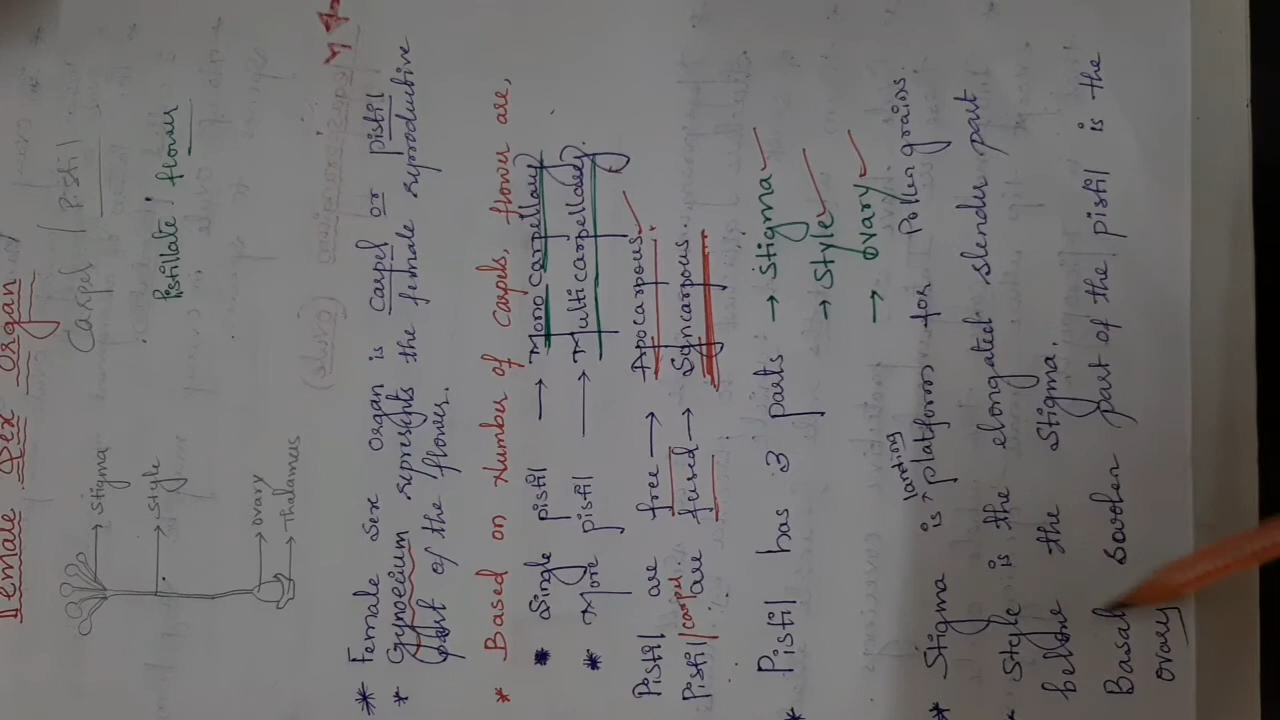 Female Sex Organ
Carpel / Pistil
Pistillate flower
→ Stigma
→ style
→ ovary
→ Thalamus
* Female Sex organ is carpel or pistil
* Gynoecium represents the female reproductive
part of the flower.
* Based on Number of carpels, flower are,
* Single pistil → Mono carpellary
* More pistil → Multicarpellary.
Pistil are free → Apocarpous.
Pistil/carpel are fused → Syncarpous.
* Pistil has 3 parts → Stigma
→ Style
→ ovary
* Stigma is landing platform for Pollen grains.
* Style is the elongated slender part
the Stigma.
Basal part of the pistil is the
ovary